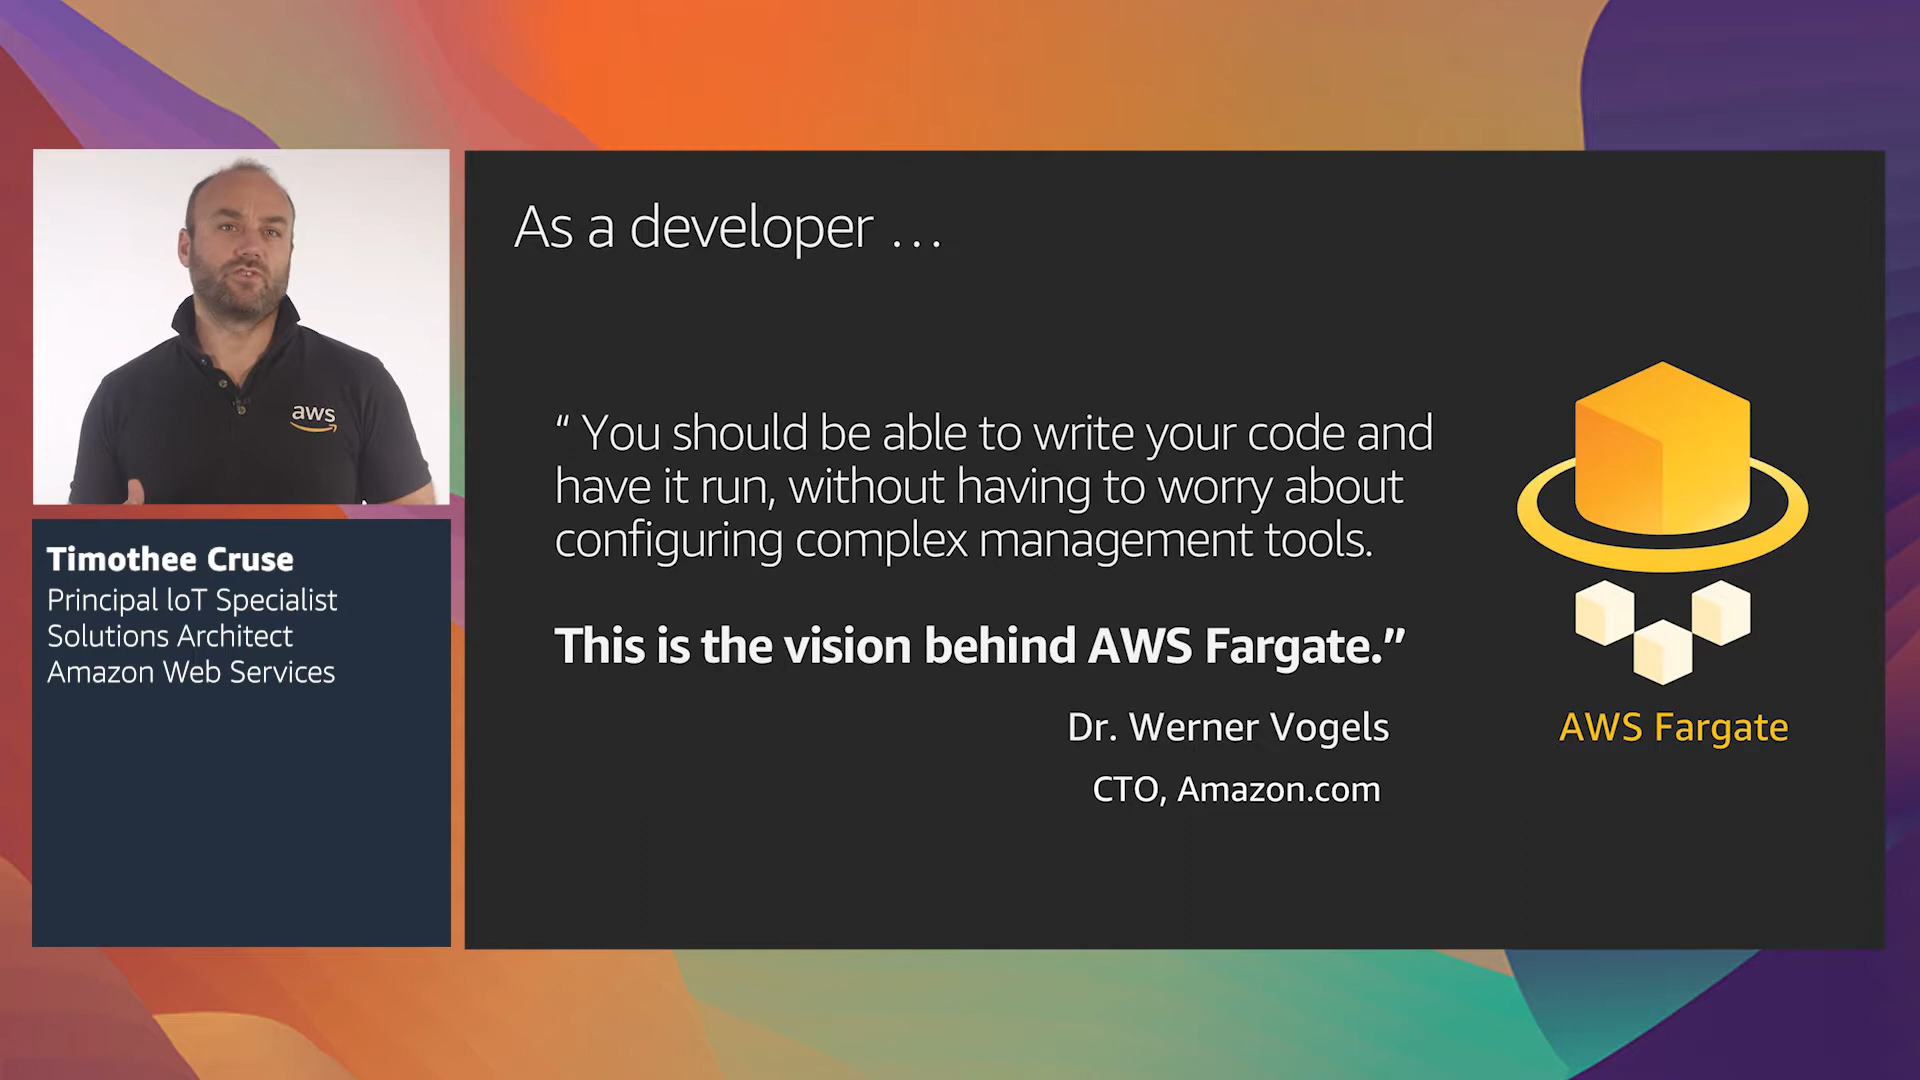 aws
Timothee Cruse
Principal IoT Specialist
Solutions Architect
Amazon Web Services
As a developer ...
“ You should be able to write your code and
have it run, without having to worry about
configuring complex management tools.
This is the vision behind AWS Fargate.”
Dr. Werner Vogels
CTO, Amazon.com
AWS Fargate